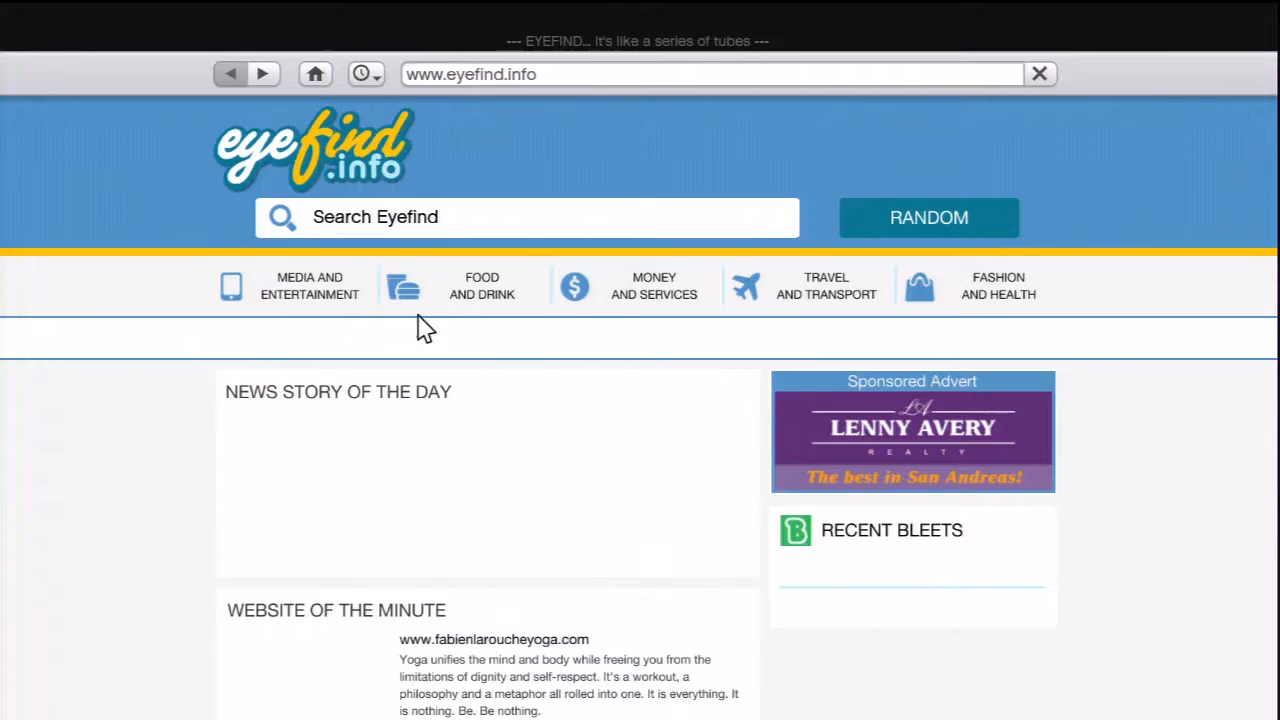 --- EYEFIND... It's like a series of tubes ---
www.eyefind.info
eyefind
.info
Search Eyefind
RANDOM
MEDIA AND
ENTERTAINMENT
FOOD
AND DRINK
MONEY
AND SERVICES
TRAVEL
AND TRANSPORT
FASHION
AND HEALTH
NEWS STORY OF THE DAY
Sponsored Advert
LA
LENNY AVERY
REALTY
The best in San Andreas!
B RECENT BLEETS
WEBSITE OF THE MINUTE
www.fabienlaroucheyoga.com
Yoga unifies the mind and body while freeing you from the
limitations of dignity and self-respect. It's a workout, a
philosophy and a metaphor all rolled into one. It is everything. It
is nothing. Be. Be nothing.